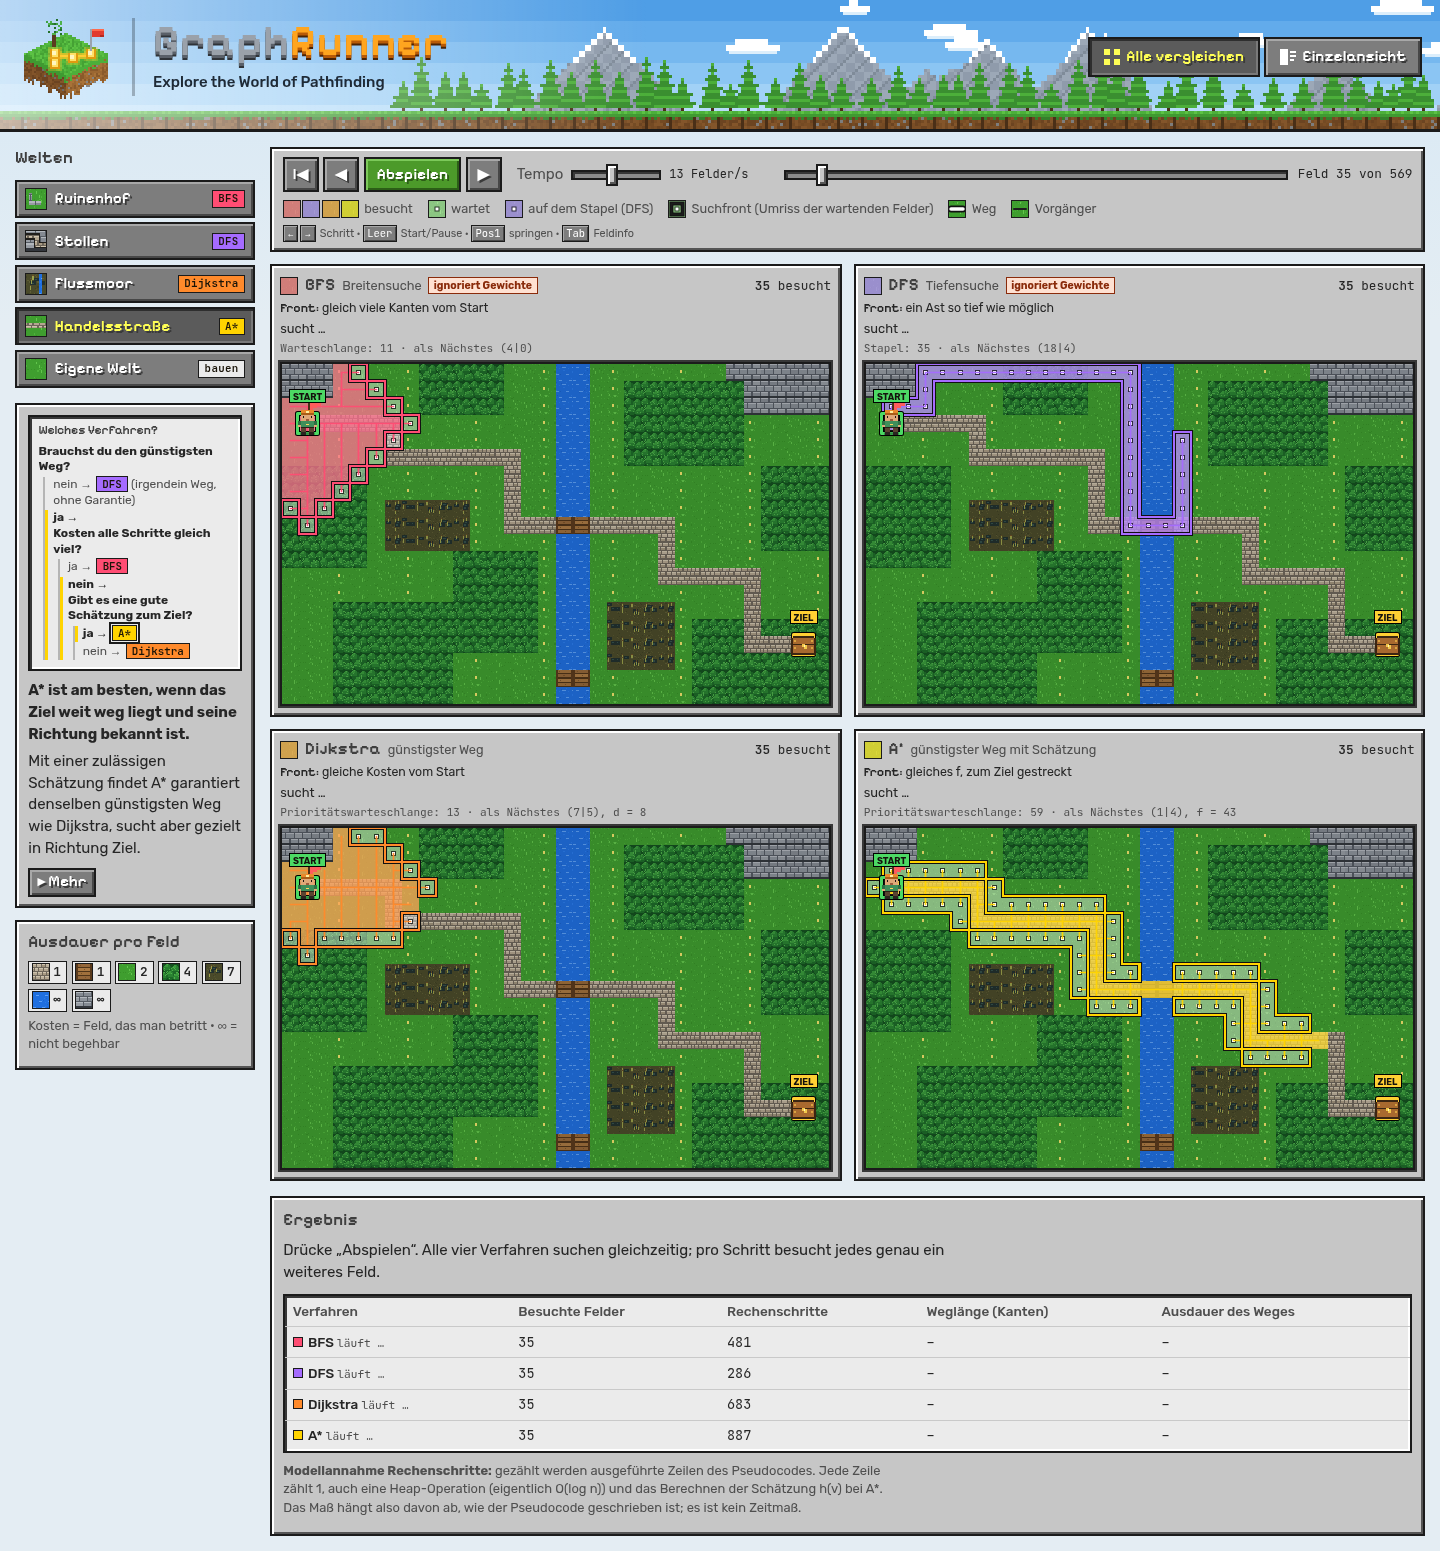 GraphRunner
Explore the World of Pathfinding
Alle vergleichen
Einzelansicht
Welten
Ruinenhof BFS
Stollen DFS
Flussmoor Dijkstra
Handelsstraße A*
Eigene Welt bauen
Welches Verfahren?
Brauchst du den günstigsten
Weg?
nein → DFS (irgendein Weg,
ohne Garantie)
ja →
Kosten alle Schritte gleich
viel?
ja → BFS
nein →
Gibt es eine gute
Schätzung zum Ziel?
ja → A*
nein → Dijkstra
A* ist am besten, wenn das
Ziel weit weg liegt und seine
Richtung bekannt ist.
Mit einer zulässigen
Schätzung findet A* garantiert
denselben günstigsten Weg
wie Dijkstra, sucht aber gezielt
in Richtung Ziel.
▸ Mehr
Ausdauer pro Feld
1 1 2 4 7
∞ ∞
Kosten = Feld, das man betritt • ∞ =
nicht begehbar
Abspielen Tempo 13 Felder/s Feld 35 von 569
besucht wartet auf dem Stapel (DFS) Suchfront (Umriss der wartenden Felder) Weg Vorgänger
← → Schritt • Leer Start/Pause • Pos1 springen • Tab Feldinfo
BFS Breitensuche ignoriert Gewichte 35 besucht
Front: gleich viele Kanten vom Start
sucht …
Warteschlange: 11 · als Nächstes (4|0)
START
ZIEL
DFS Tiefensuche ignoriert Gewichte 35 besucht
Front: ein Ast so tief wie möglich
sucht …
Stapel: 35 · als Nächstes (18|4)
START
ZIEL
Dijkstra günstigster Weg 35 besucht
Front: gleiche Kosten vom Start
sucht …
Prioritätswarteschlange: 13 · als Nächstes (7|5), d = 8
START
ZIEL
A* günstigster Weg mit Schätzung 35 besucht
Front: gleiches f, zum Ziel gestreckt
sucht …
Prioritätswarteschlange: 59 · als Nächstes (1|4), f = 43
START
ZIEL
Ergebnis
Drücke „Abspielen“. Alle vier Verfahren suchen gleichzeitig; pro Schritt besucht jedes genau ein
weiteres Feld.
Verfahren Besuchte Felder Rechenschritte Weglänge (Kanten) Ausdauer des Weges
BFS läuft … 35 481 – –
DFS läuft … 35 286 – –
Dijkstra läuft … 35 683 – –
A* läuft … 35 887 – –
Modellannahme Rechenschritte: gezählt werden ausgeführte Zeilen des Pseudocodes. Jede Zeile
zählt 1, auch eine Heap-Operation (eigentlich O(log n)) und das Berechnen der Schätzung h(v) bei A*.
Das Maß hängt also davon ab, wie der Pseudocode geschrieben ist; es ist kein Zeitmaß.